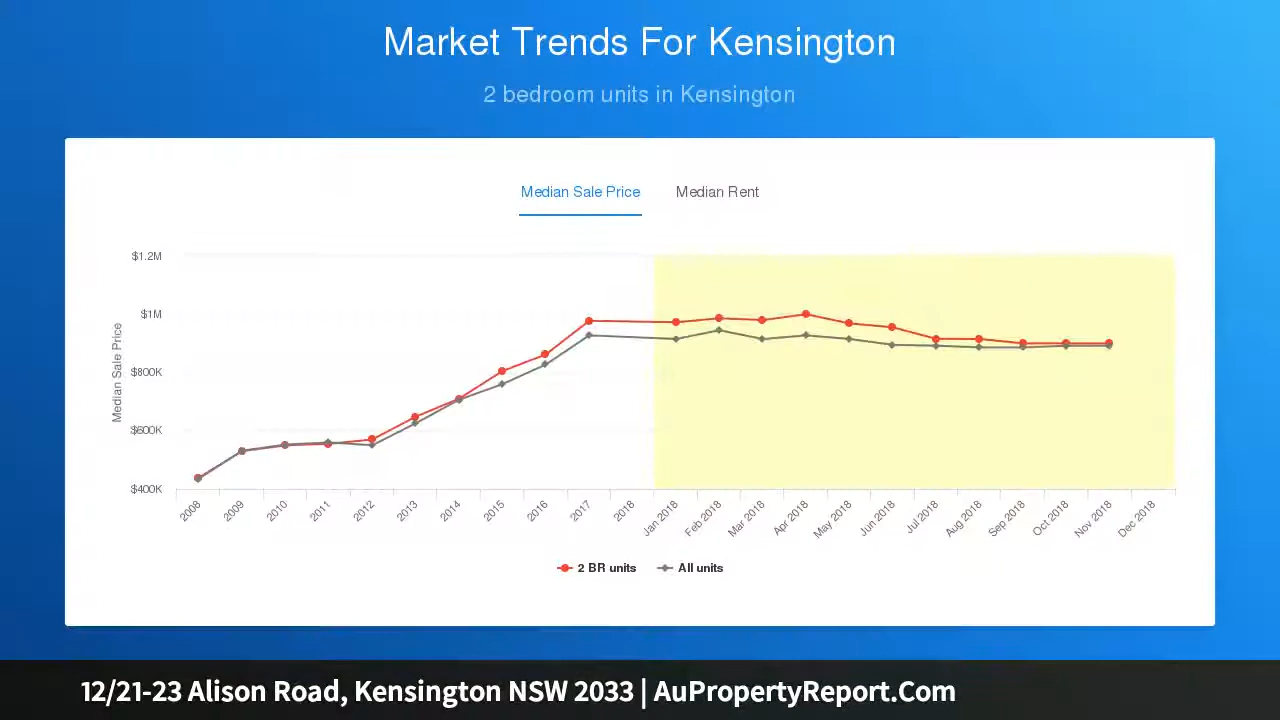 Market Trends For Kensington
2 bedroom units in Kensington
Median Sale Price Median Rent
$1.2M
$1M
$800K
$600K
$400K
Median Sale Price
2008 2009 2010 2011 2012 2013 2014 2015 2016 2017 2018 Jan 2018 Feb 2018 Mar 2018 Apr 2018 May 2018 Jun 2018 Jul 2018 Aug 2018 Sep 2018 Oct 2018 Nov 2018 Dec 2018
2 BR units All units
12/21-23 Alison Road, Kensington NSW 2033 | AuPropertyReport.Com